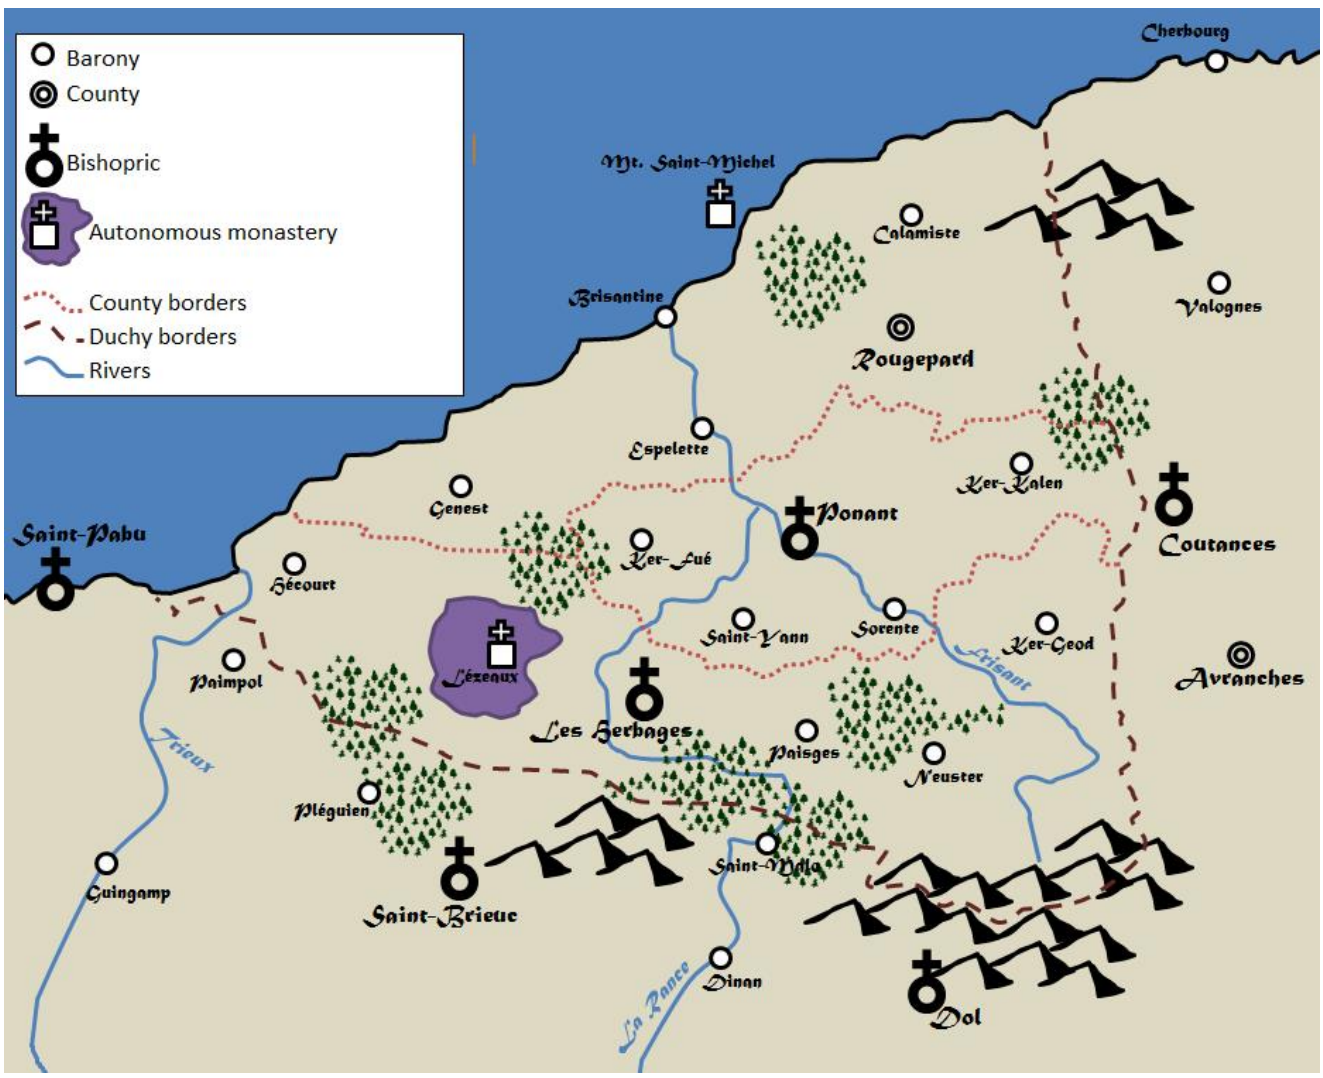 Cherbourg
Barony
County
Bishopric
Autonomous monastery
County borders
Duchy borders
Rivers
Mt. Saint-Michel
Calamiste
Brisantine
Valognes
Rougepard
Espelette
Ker-Kalen
Genest
Ponant
Saint-Pabu
Coutances
Ker-Fué
Hécourt
Saint-Yann
Sorente
Ker-Geod
Frisant
Paimpol
Lézeaux
Avranches
Les Herbages
Trieux
Paisges
Neuster
Pléguien
Saint-Malo
Guingamp
Saint-Brieuc
Dinan
La Rance
Dol